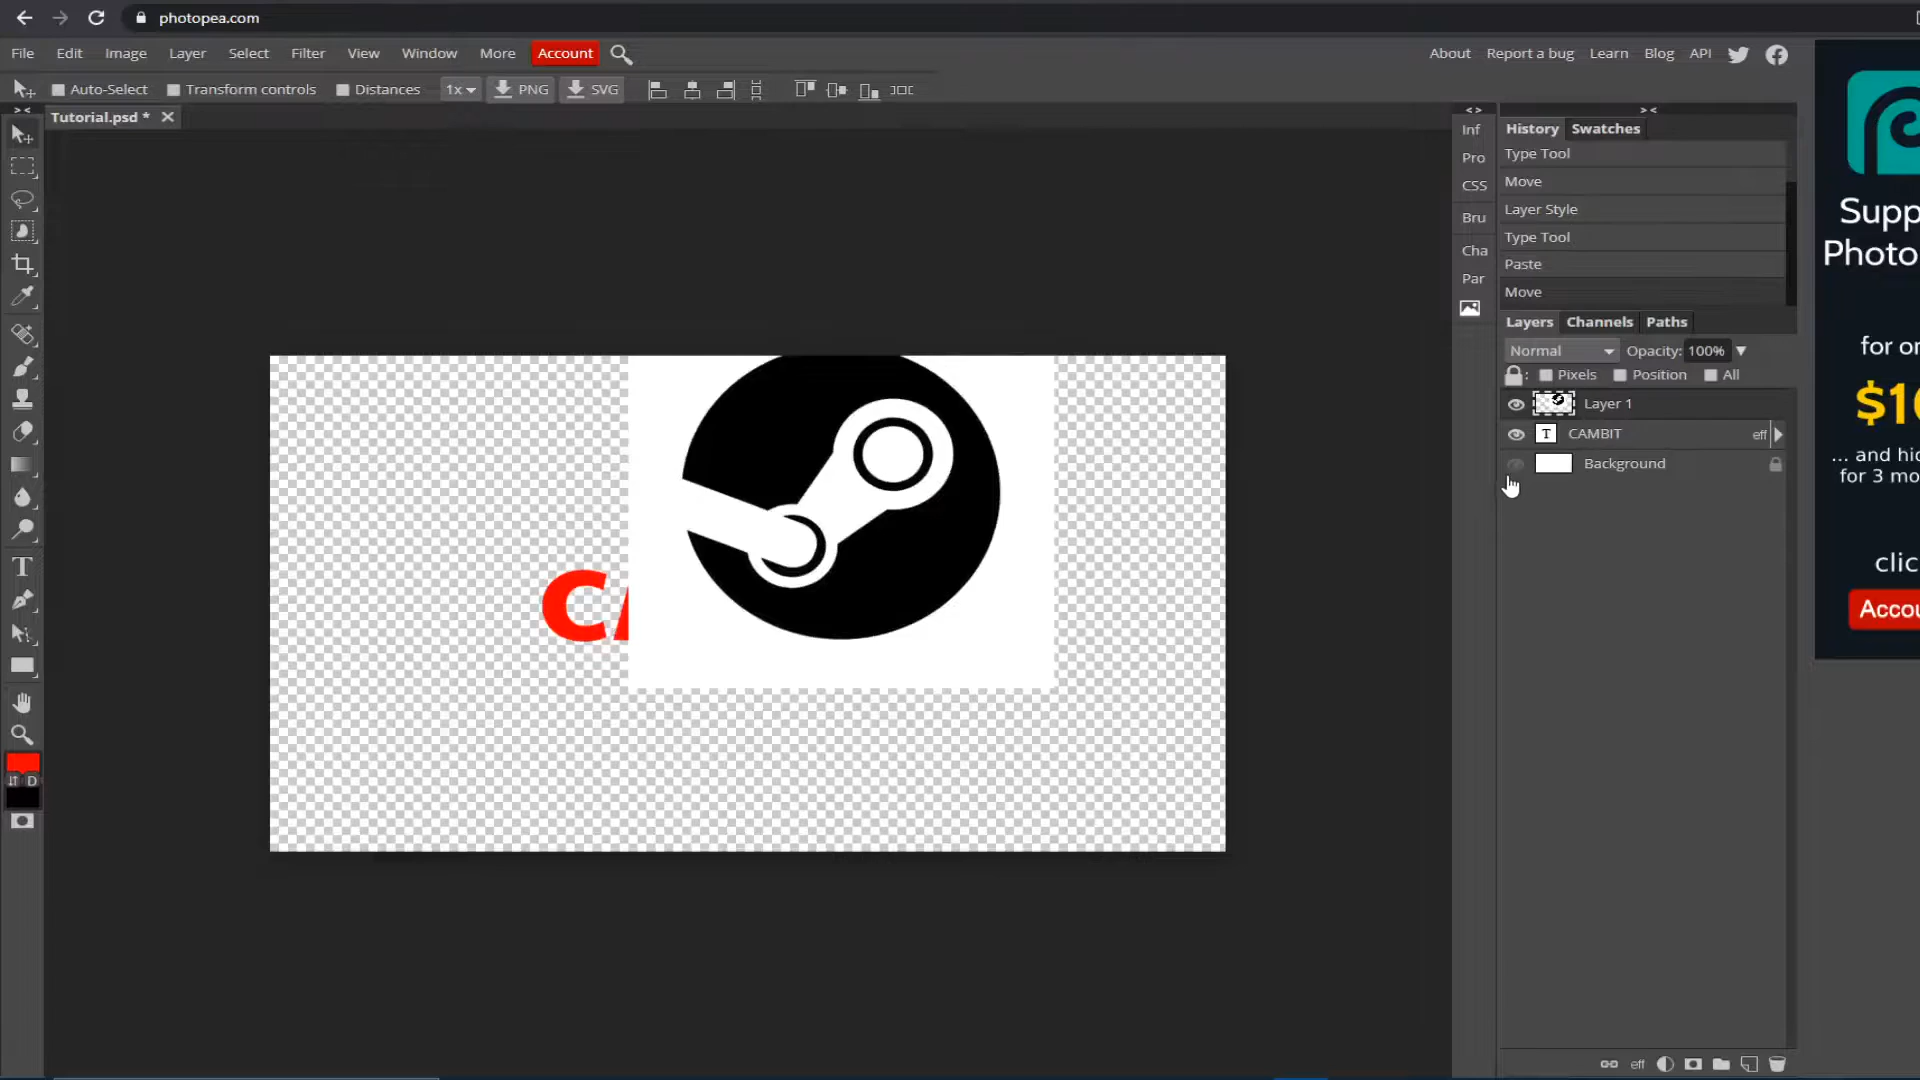 photopea.com
File Edit Image Layer Select Filter View Window More Account
About Report a bug Learn Blog API
Auto-Select Transform controls Distances 1x PNG SVG
Tutorial.psd *
Inf
Pro
CSS
Bru
Cha
Par
History Swatches
Type Tool
Move
Layer Style
Type Tool
Paste
Move
Layers Channels Paths
Normal Opacity: 100%
: Pixels Position All
Layer 1
T CAMBIT eff
Background
D
C
eff
Supp
Photo
for
$1
... and hi
for 3 mo
clic
Accou